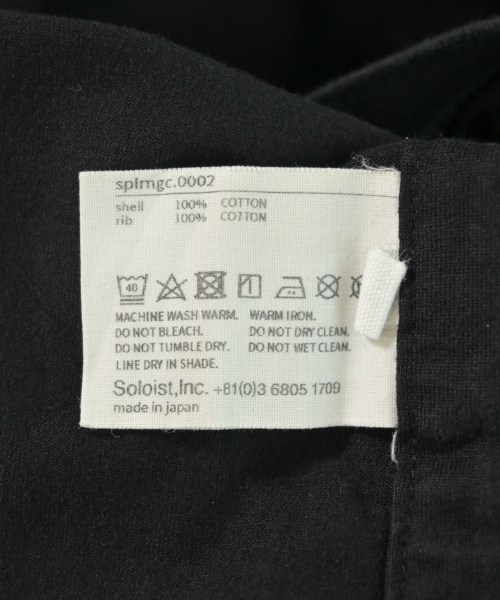 splmgc.0002
shell 100% COTTON
rib 100% COTTON
40
MACHINE WASH WARM. WARM IRON.
DO NOT BLEACH. DO NOT DRY CLEAN.
DO NOT TUMBLE DRY. DO NOT WET CLEAN.
LINE DRY IN SHADE.
Soloist,Inc. +81(0)3 6805 1709
made in japan